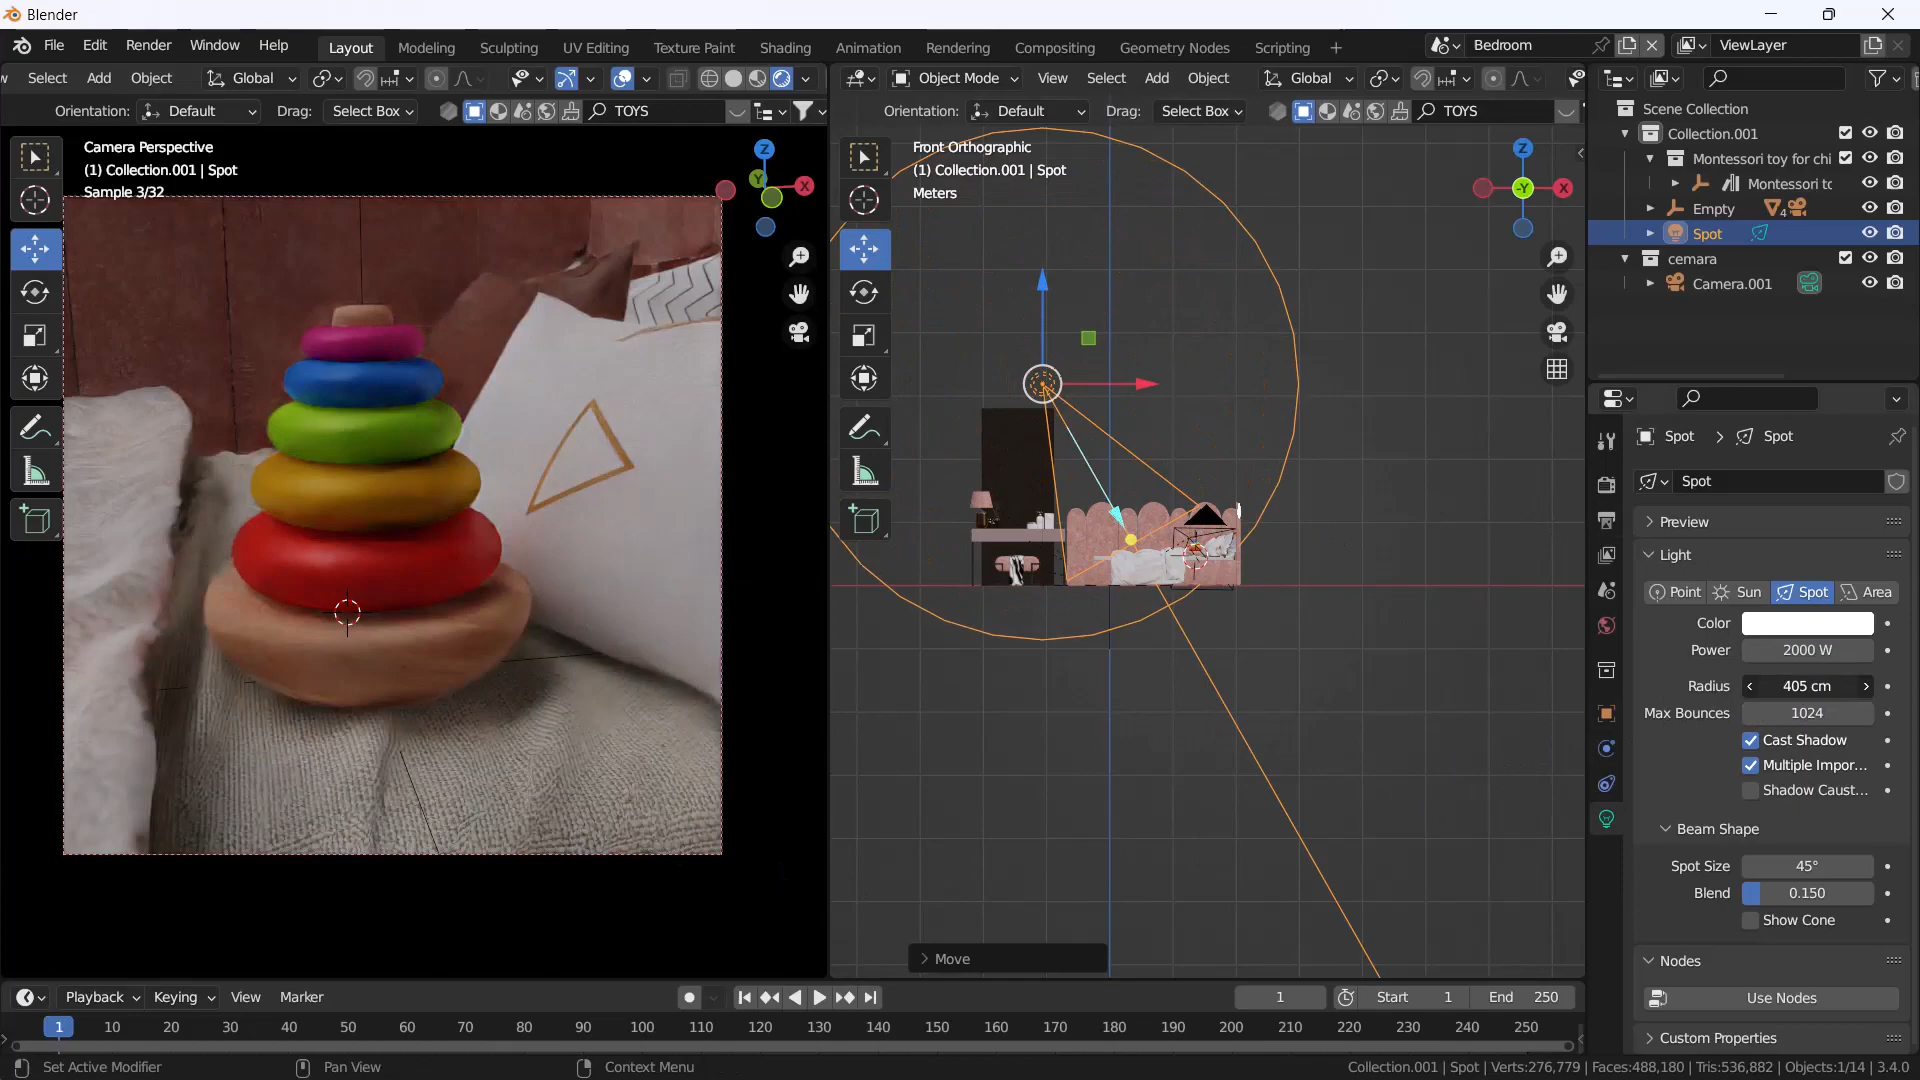 Blender
File Edit Render Window Help Layout Modeling Sculpting UV Editing Texture Paint Shading Animation Rendering Compositing Geometry Nodes Scripting + Bedroom ViewLayer
Select Add Object Global
Object Mode View Select Add Object Global
Orientation: Default Drag: Select Box TOYS
Orientation: Default Drag: Select Box TOYS
Camera Perspective
(1) Collection.001 | Spot
Sample 3/32
Z
Y
X
Front Orthographic
(1) Collection.001 | Spot
Meters
Z
-Y
X
Move
Scene Collection
Collection.001
Montessori toy for chi
Montessori tc
Empty 4
Spot
cemara
Camera.001
Spot > Spot
Spot
Preview
Light
Point Sun Spot Area
Color
Power 2000 W
Radius 405 cm
Max Bounces 1024
Cast Shadow
Multiple Impor...
Shadow Caust...
Beam Shape
Spot Size 45°
Blend 0.150
Show Cone
Nodes
Use Nodes
Custom Properties
Playback Keying View Marker 1 Start 1 End 250
1 10 20 30 40 50 60 70 80 90 100 110 120 130 140 150 160 170 180 190 200 210 220 230 240 250
Set Active Modifier Pan View Context Menu Collection.001 | Spot | Verts:276,779 | Faces:488,180 | Tris:536,882 | Objects:1/14 | 3.4.0